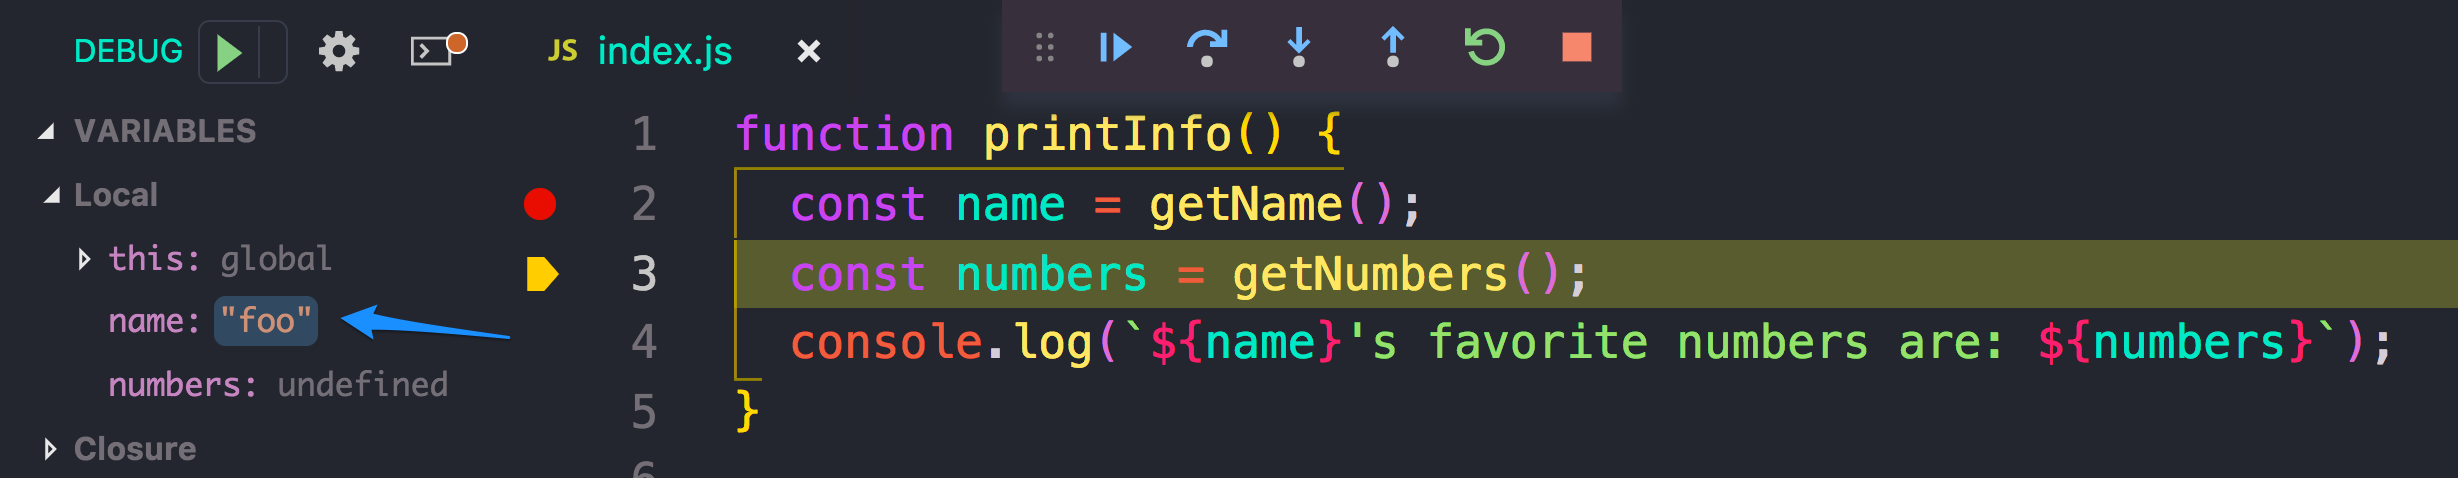 DEBUG
JS index.js
VARIABLES
Local
this: global
name: "foo"
numbers: undefined
Closure
1 function printInfo() {
2 const name = getName();
3 const numbers = getNumbers();
4 console.log(`${name}'s favorite numbers are: ${numbers}`);
5 }
6